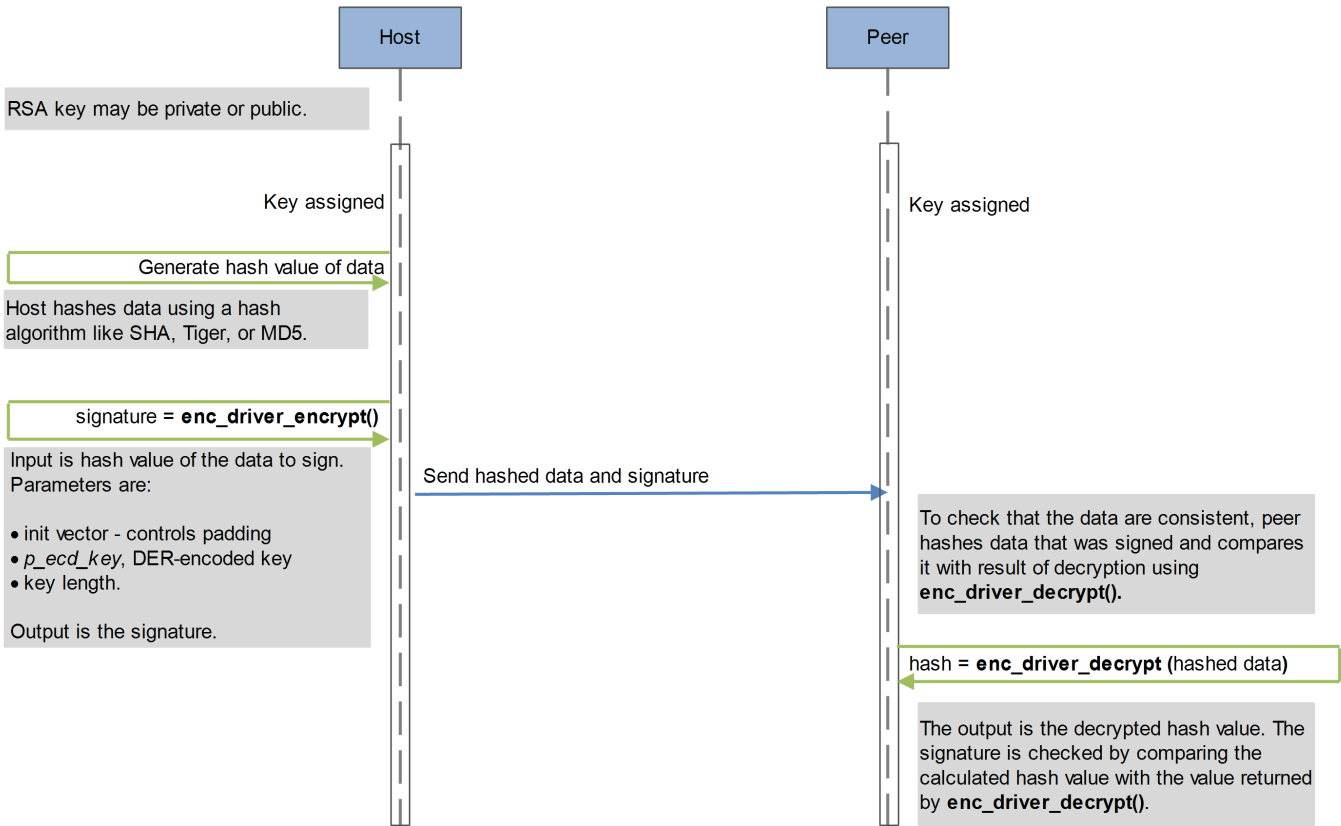 Host
Peer
RSA key may be private or public.
Key assigned
Key assigned
Generate hash value of data
Host hashes data using a hash
algorithm like SHA, Tiger, or MD5.
signature = enc_driver_encrypt()
Input is hash value of the data to sign.
Parameters are:
• init vector - controls padding
• p_ecd_key, DER-encoded key
• key length.
Output is the signature.
Send hashed data and signature
To check that the data are consistent, peer
hashes data that was signed and compares
it with result of decryption using
enc_driver_decrypt().
hash = enc_driver_decrypt (hashed data)
The output is the decrypted hash value. The
signature is checked by comparing the
calculated hash value with the value returned
by enc_driver_decrypt().